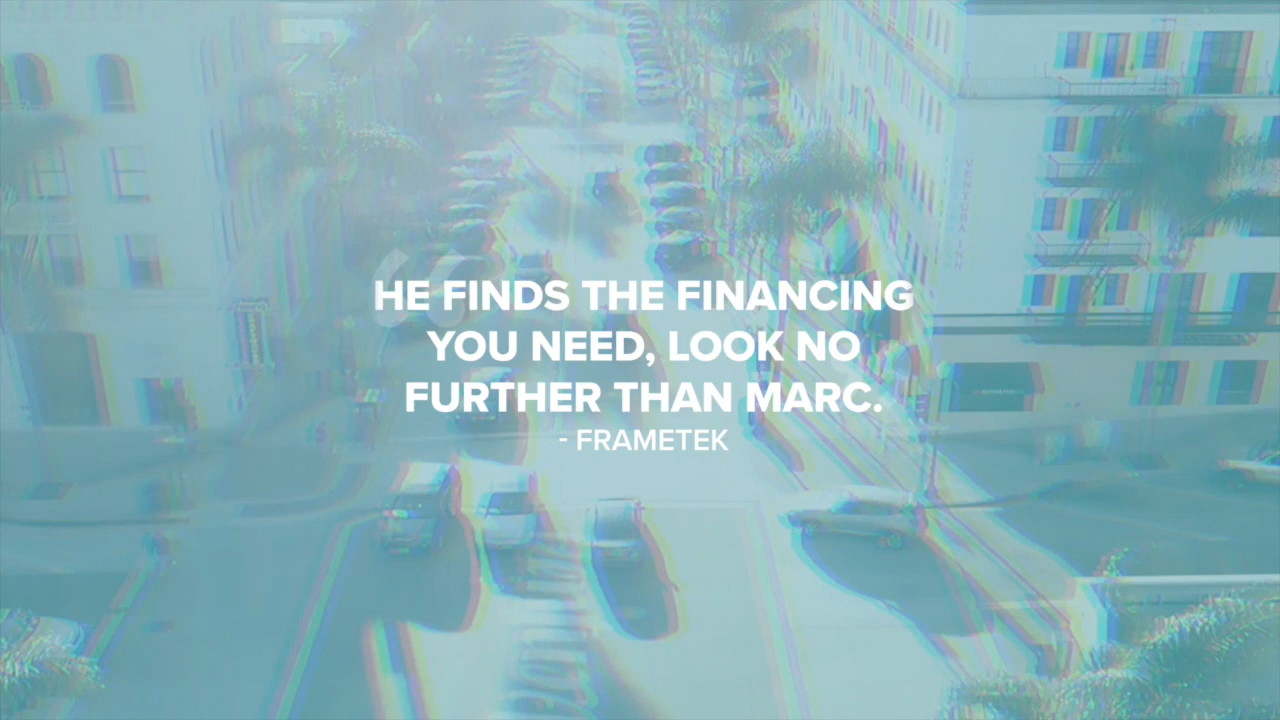 HE FINDS THE FINANCING
YOU NEED, LOOK NO
FURTHER THAN MARC.
- FRAMETEK